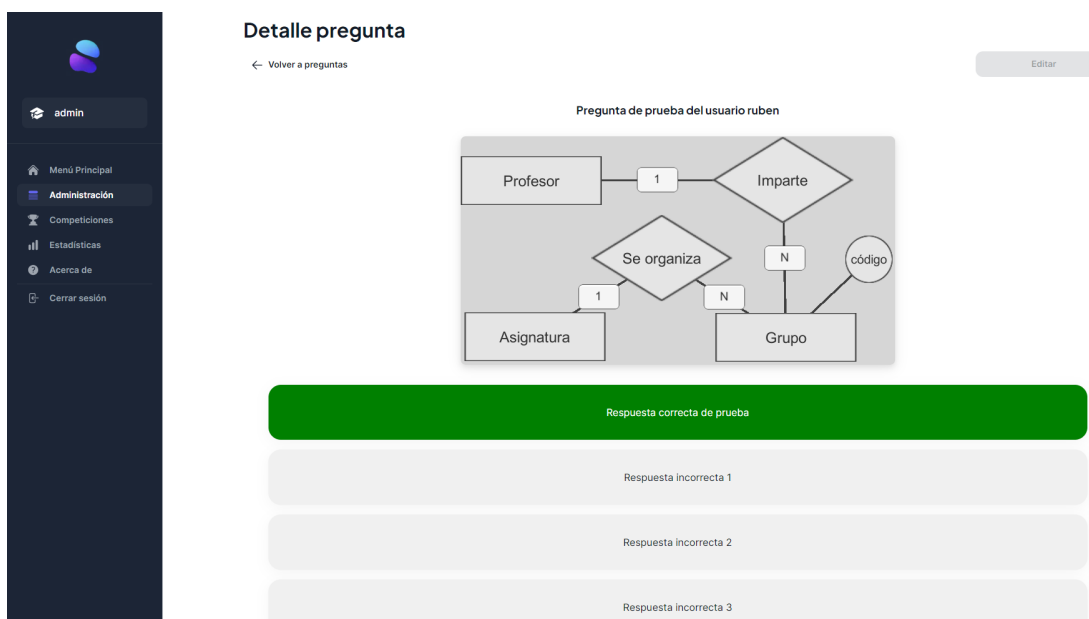 Detalle pregunta
Volver a preguntas
Editar
admin
Menú Principal
Administración
Competiciones
Estadísticas
Acerca de
Cerrar sesión
Pregunta de prueba del usuario ruben
Profesor
1
Imparte
Se organiza
N
código
1
N
Asignatura
Grupo
Respuesta correcta de prueba
Respuesta incorrecta 1
Respuesta incorrecta 2
Respuesta incorrecta 3